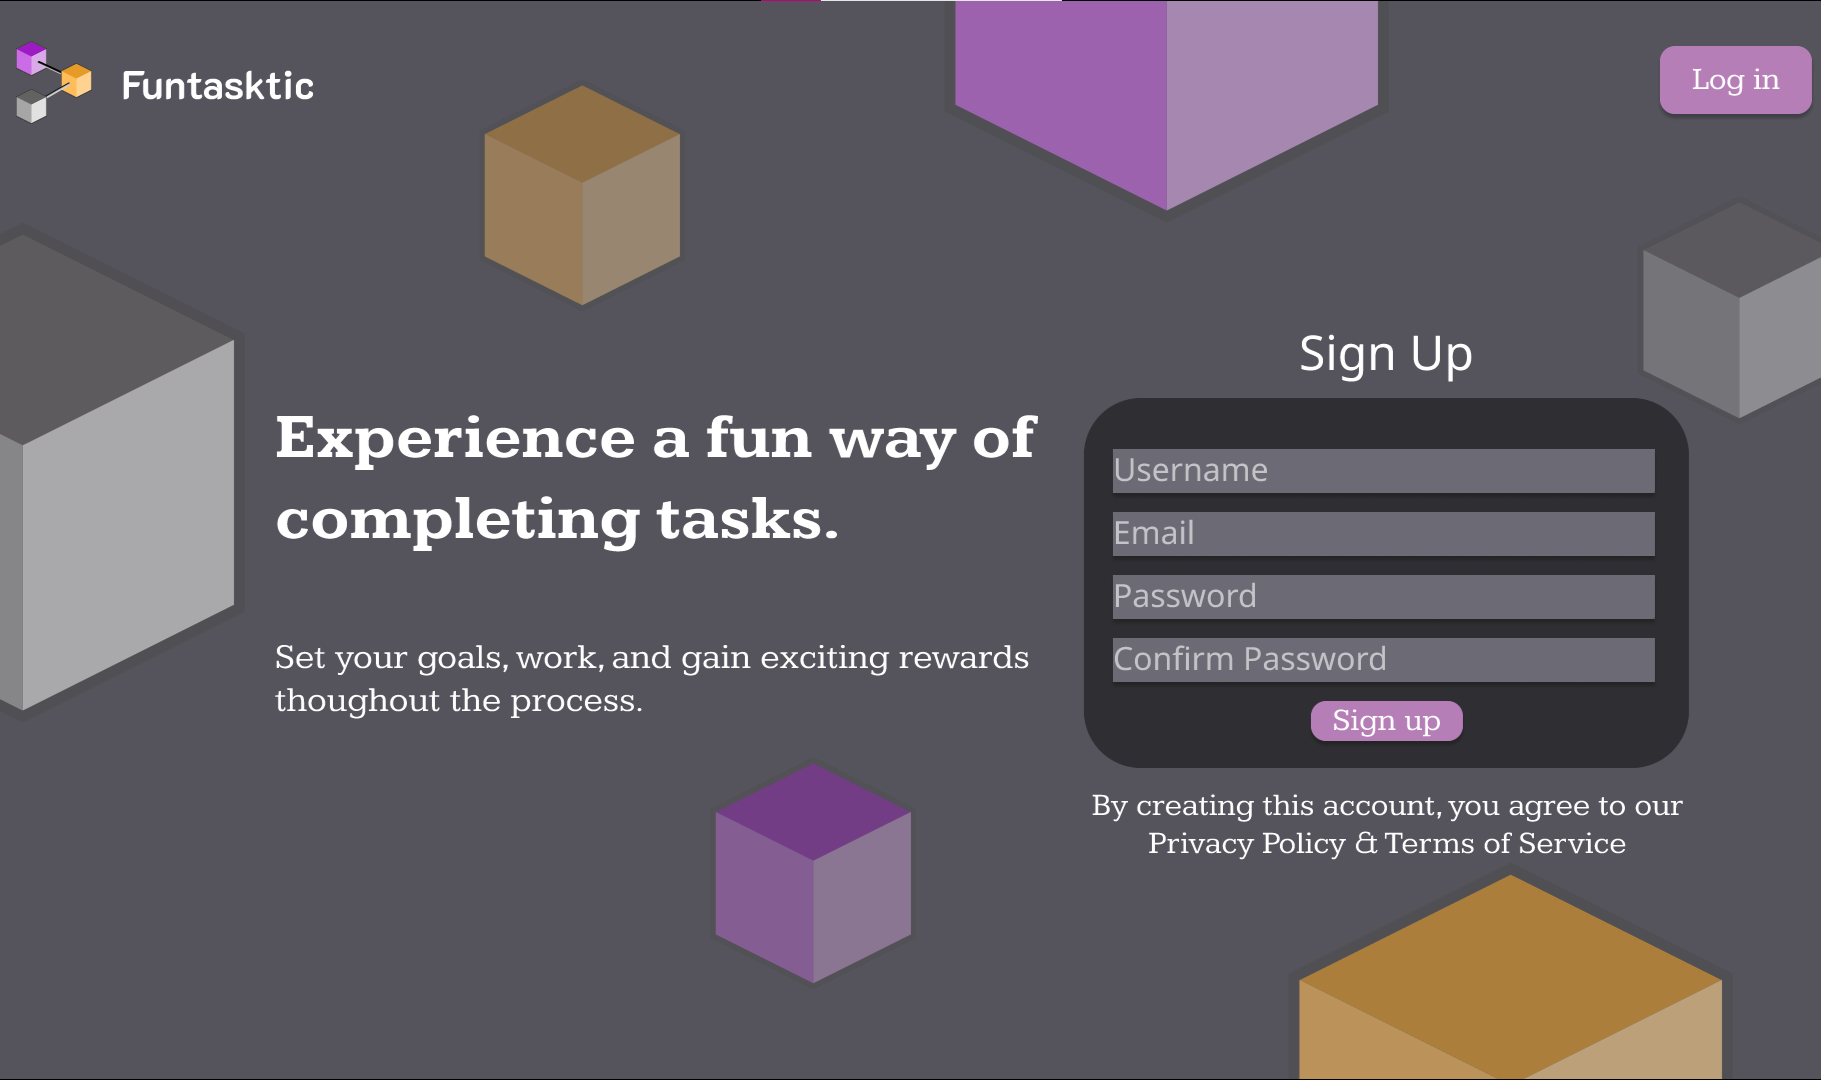 Funtasktic
Log in
Experience a fun way of
completing tasks.
Set your goals, work, and gain exciting rewards
thoughout the process.
Sign Up
Username
Email
Password
Confirm Password
Sign up
By creating this account, you agree to our
Privacy Policy & Terms of Service